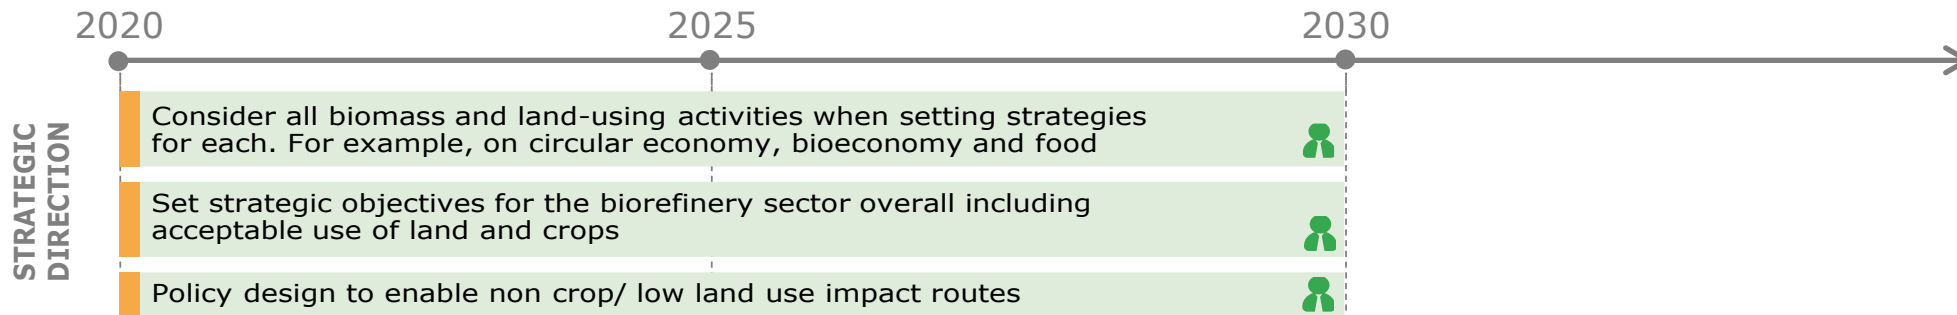 2020
2025
2030
STRATEGIC
DIRECTION
Consider all biomass and land-using activities when setting strategies
for each. For example, on circular economy, bioeconomy and food
Set strategic objectives for the biorefinery sector overall including
acceptable use of land and crops
Policy design to enable non crop/ low land use impact routes